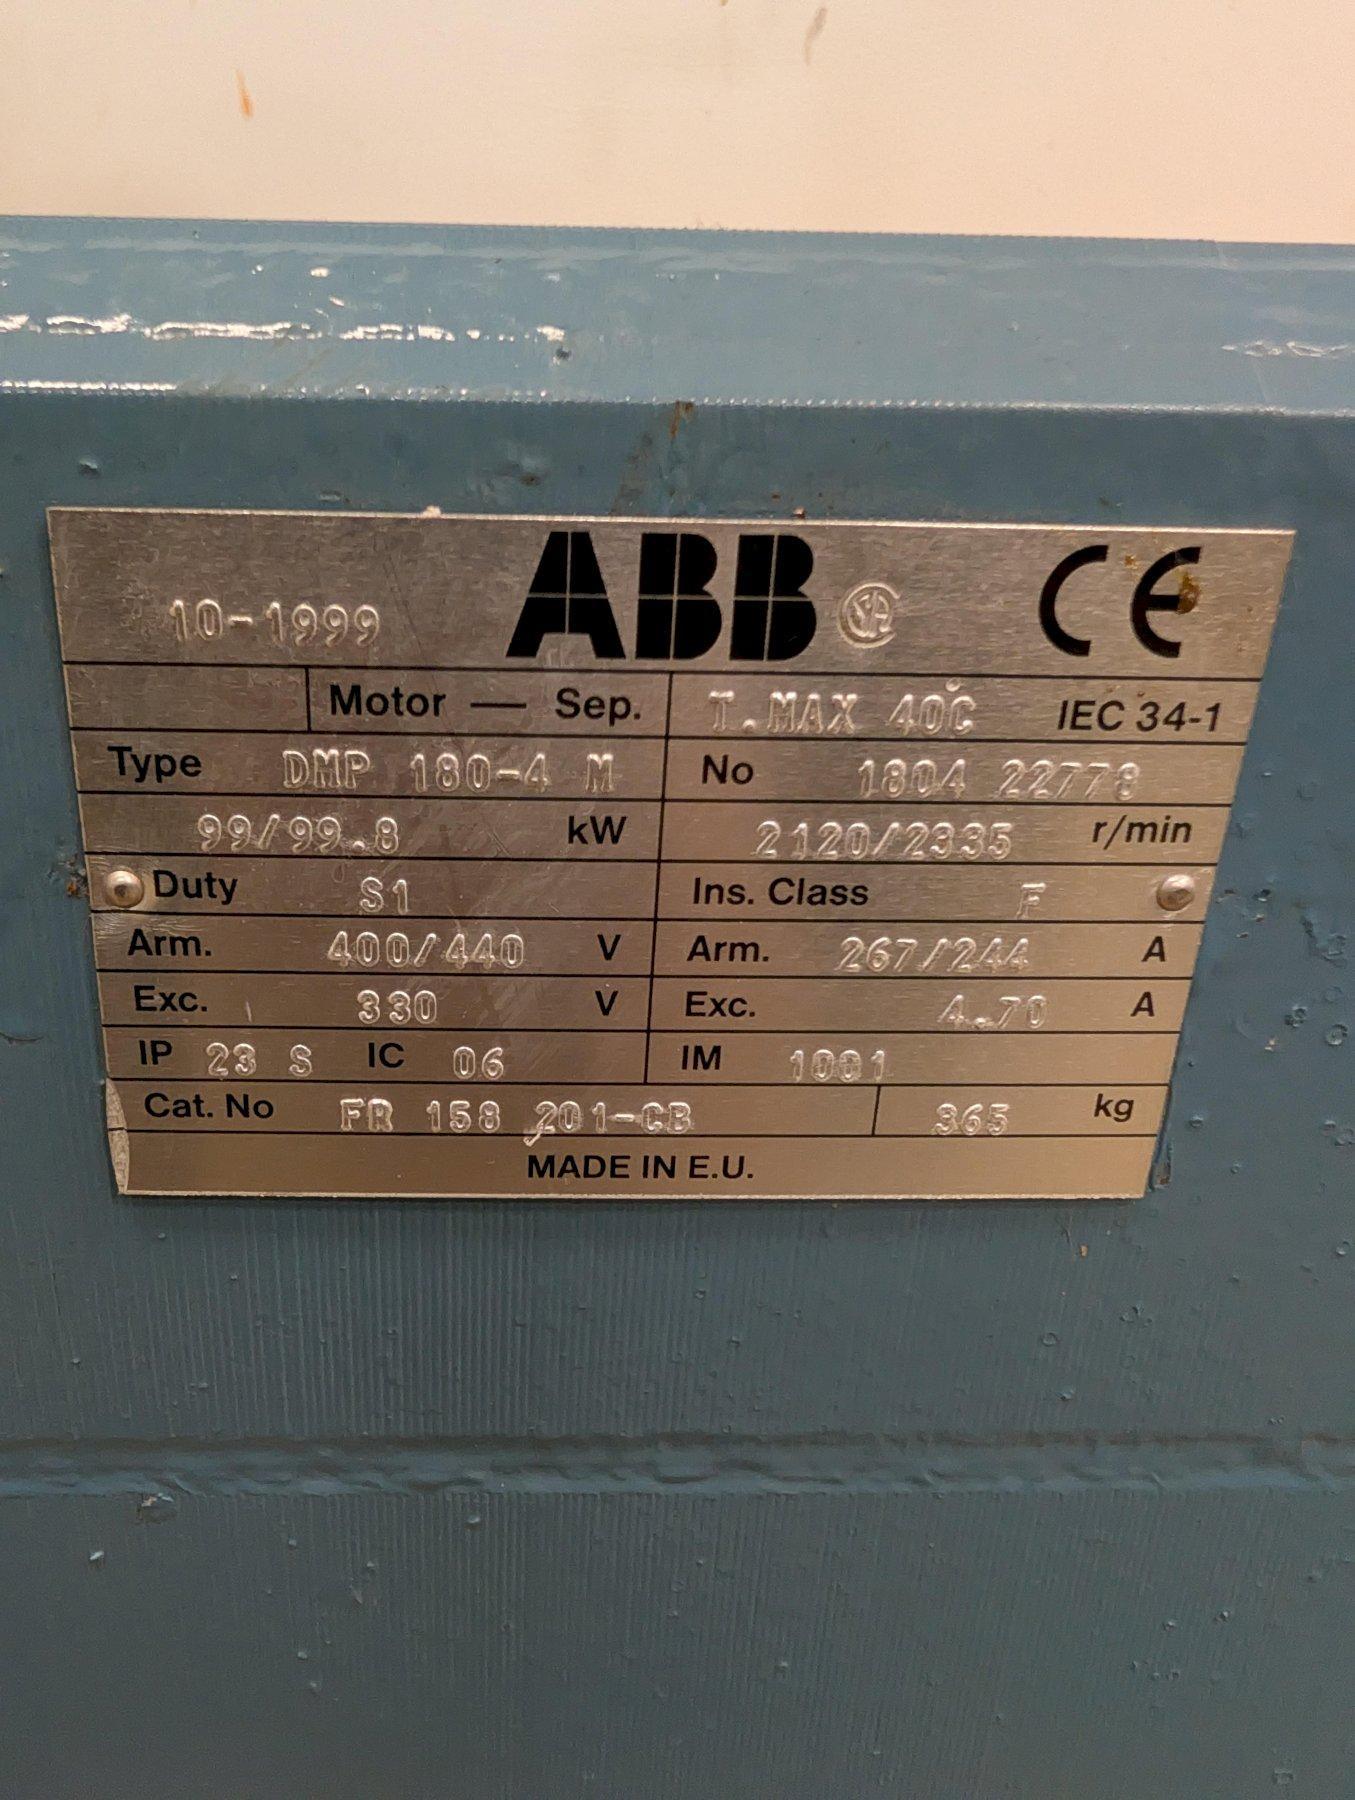 10-1999 ABB CSA CE
Motor — Sep. T.MAX 40°C IEC 34-1
Type DMP 180-4 M No 1804 22778
99/99.8 kW 2120/2335 r/min
Duty S1 Ins. Class F
Arm. 400/440 V Arm. 267/244 A
Exc. 330 V Exc. 4.70 A
IP 23 S IC 06 IM 1001
Cat. No FR 158 201-CB 365 kg
MADE IN E.U.